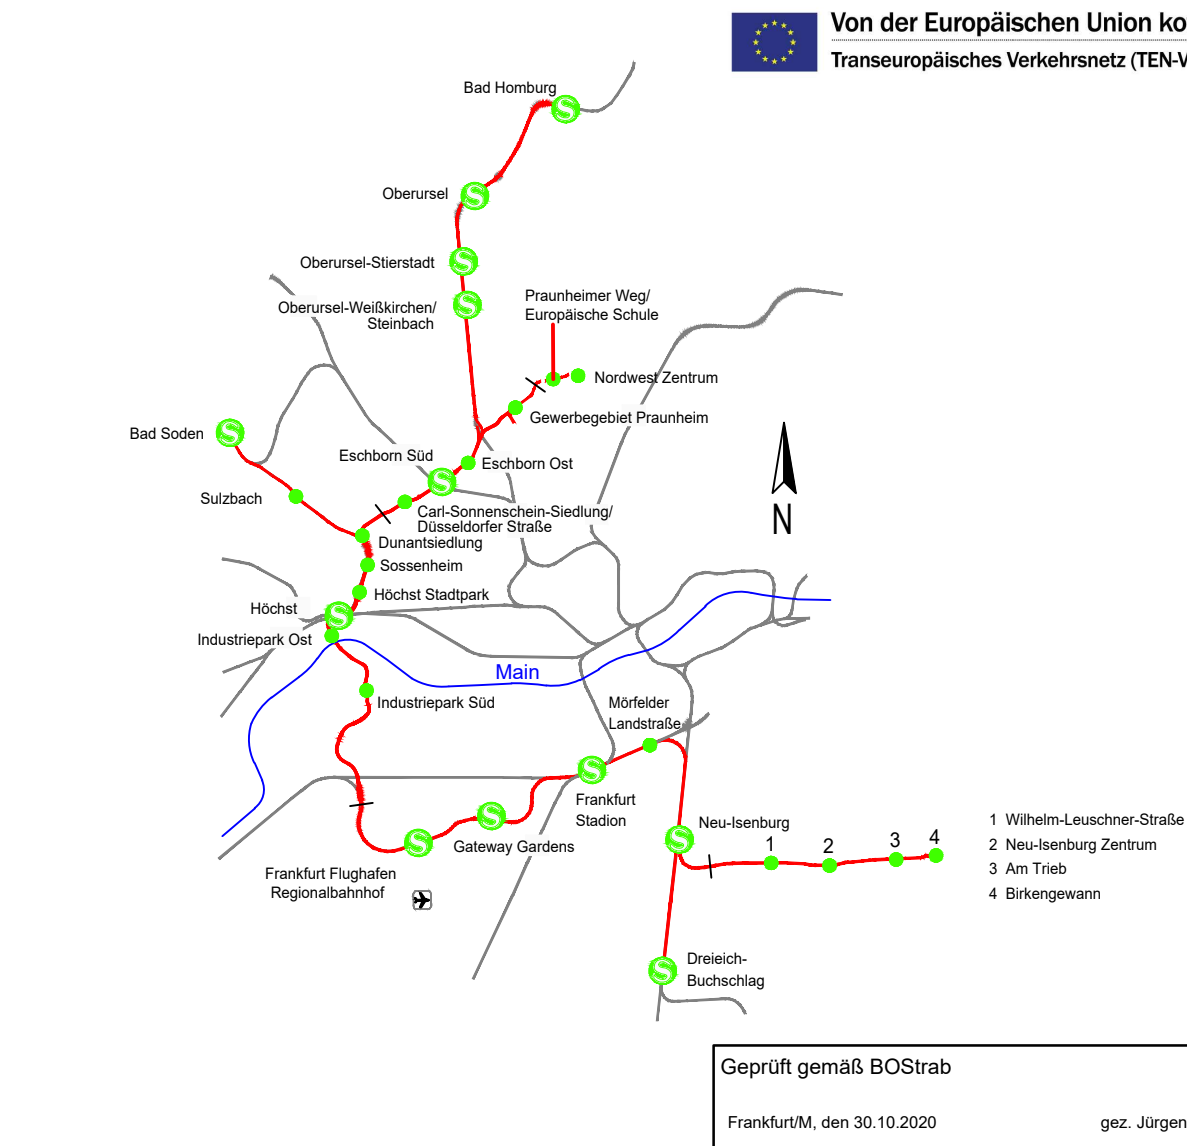 Von der Europäischen Union ko
Transeuropäisches Verkehrsnetz (TEN-V
Bad Homburg
Oberursel
Oberursel-Stierstadt
Oberursel-Weißkirchen/
Steinbach
Praunheimer Weg/
Europäische Schule
Nordwest Zentrum
Gewerbegebiet Praunheim
Bad Soden
Eschborn Süd
Eschborn Ost
Sulzbach
Carl-Sonnenschein-Siedlung/
Düsseldorfer Straße
Dunantsiedlung
Sossenheim
N
Höchst Stadtpark
Höchst
Industriepark Ost
Main
Industriepark Süd
Mörfelder
Landstraße
Frankfurt
Stadion
Neu-Isenburg
Gateway Gardens
Frankfurt Flughafen
Regionalbahnhof
1 2 3 4
1 Wilhelm-Leuschner-Straße
2 Neu-Isenburg Zentrum
3 Am Trieb
4 Birkengewann
Dreieich-
Buchschlag
Geprüft gemäß BOStrab
Frankfurt/M, den 30.10.2020 gez. Jürgen